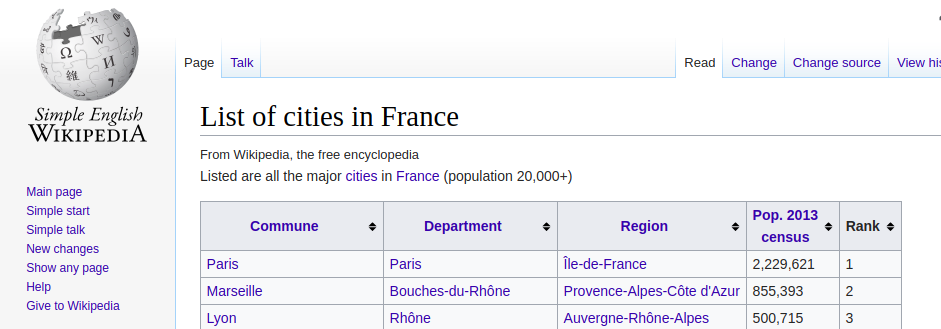 Simple English
WIKIPEDIA
Main page
Simple start
Simple talk
New changes
Show any page
Help
Give to Wikipedia
Page Talk Read Change Change source View his
List of cities in France
From Wikipedia, the free encyclopedia
Listed are all the major cities in France (population 20,000+)
Commune Department Region Pop. 2013 census Rank
Paris Paris Île-de-France 2,229,621 1
Marseille Bouches-du-Rhône Provence-Alpes-Côte d'Azur 855,393 2
Lyon Rhône Auvergne-Rhône-Alpes 500,715 3